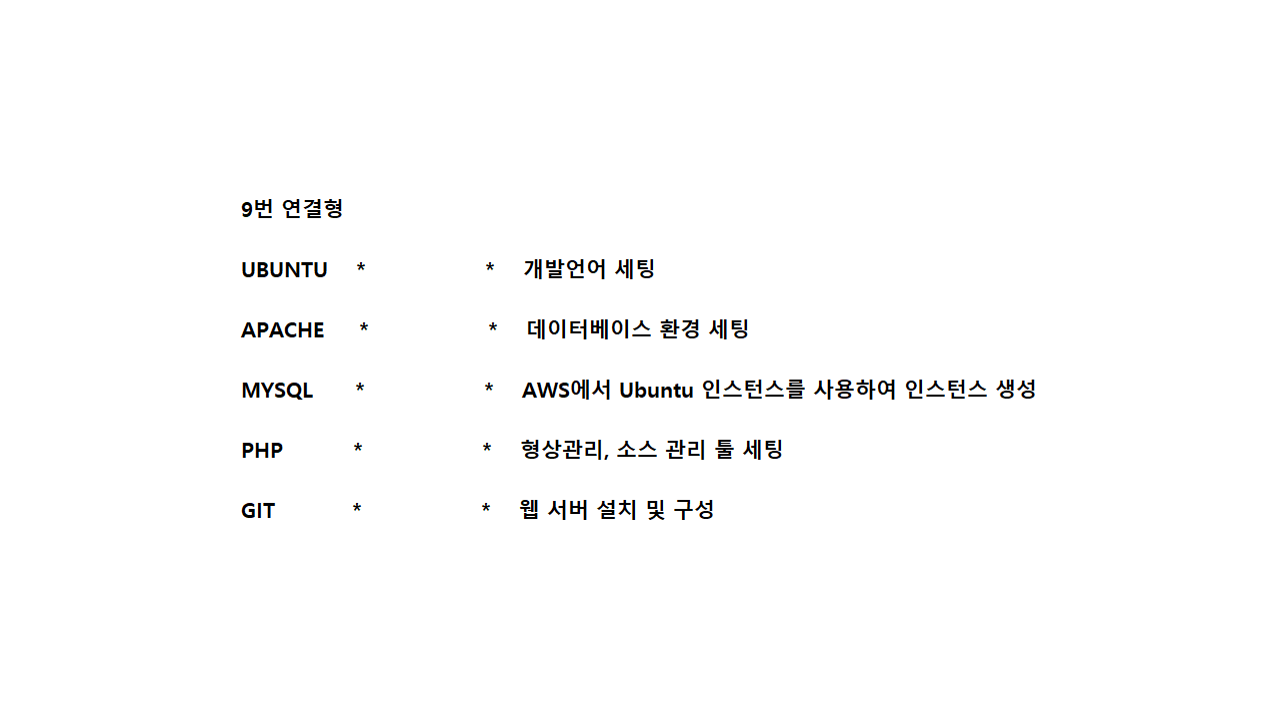 9번 연결형
UBUNTU * * 개발언어 세팅
APACHE * * 데이터베이스 환경 세팅
MYSQL * * AWS에서 Ubuntu 인스턴스를 사용하여 인스턴스 생성
PHP * * 형상관리, 소스 관리 툴 세팅
GIT * * 웹 서버 설치 및 구성